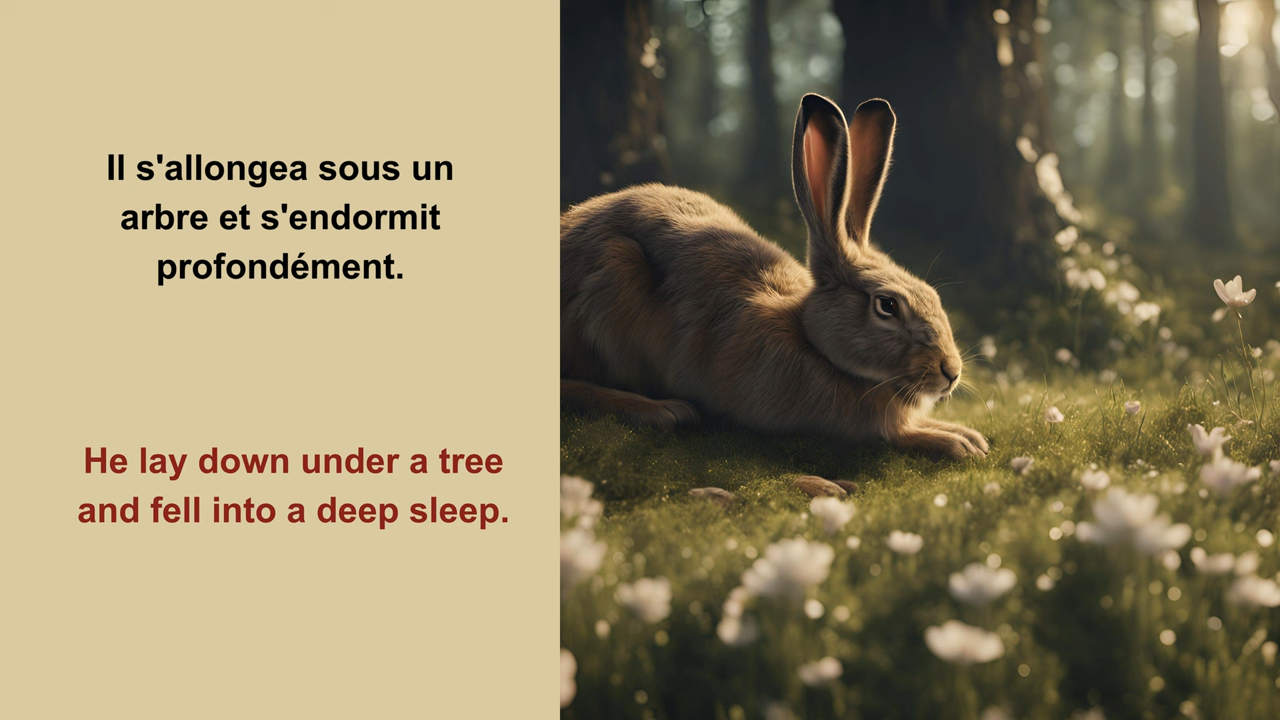 Il s'allongea sous un
arbre et s'endormit
profondément.
He lay down under a tree
and fell into a deep sleep.